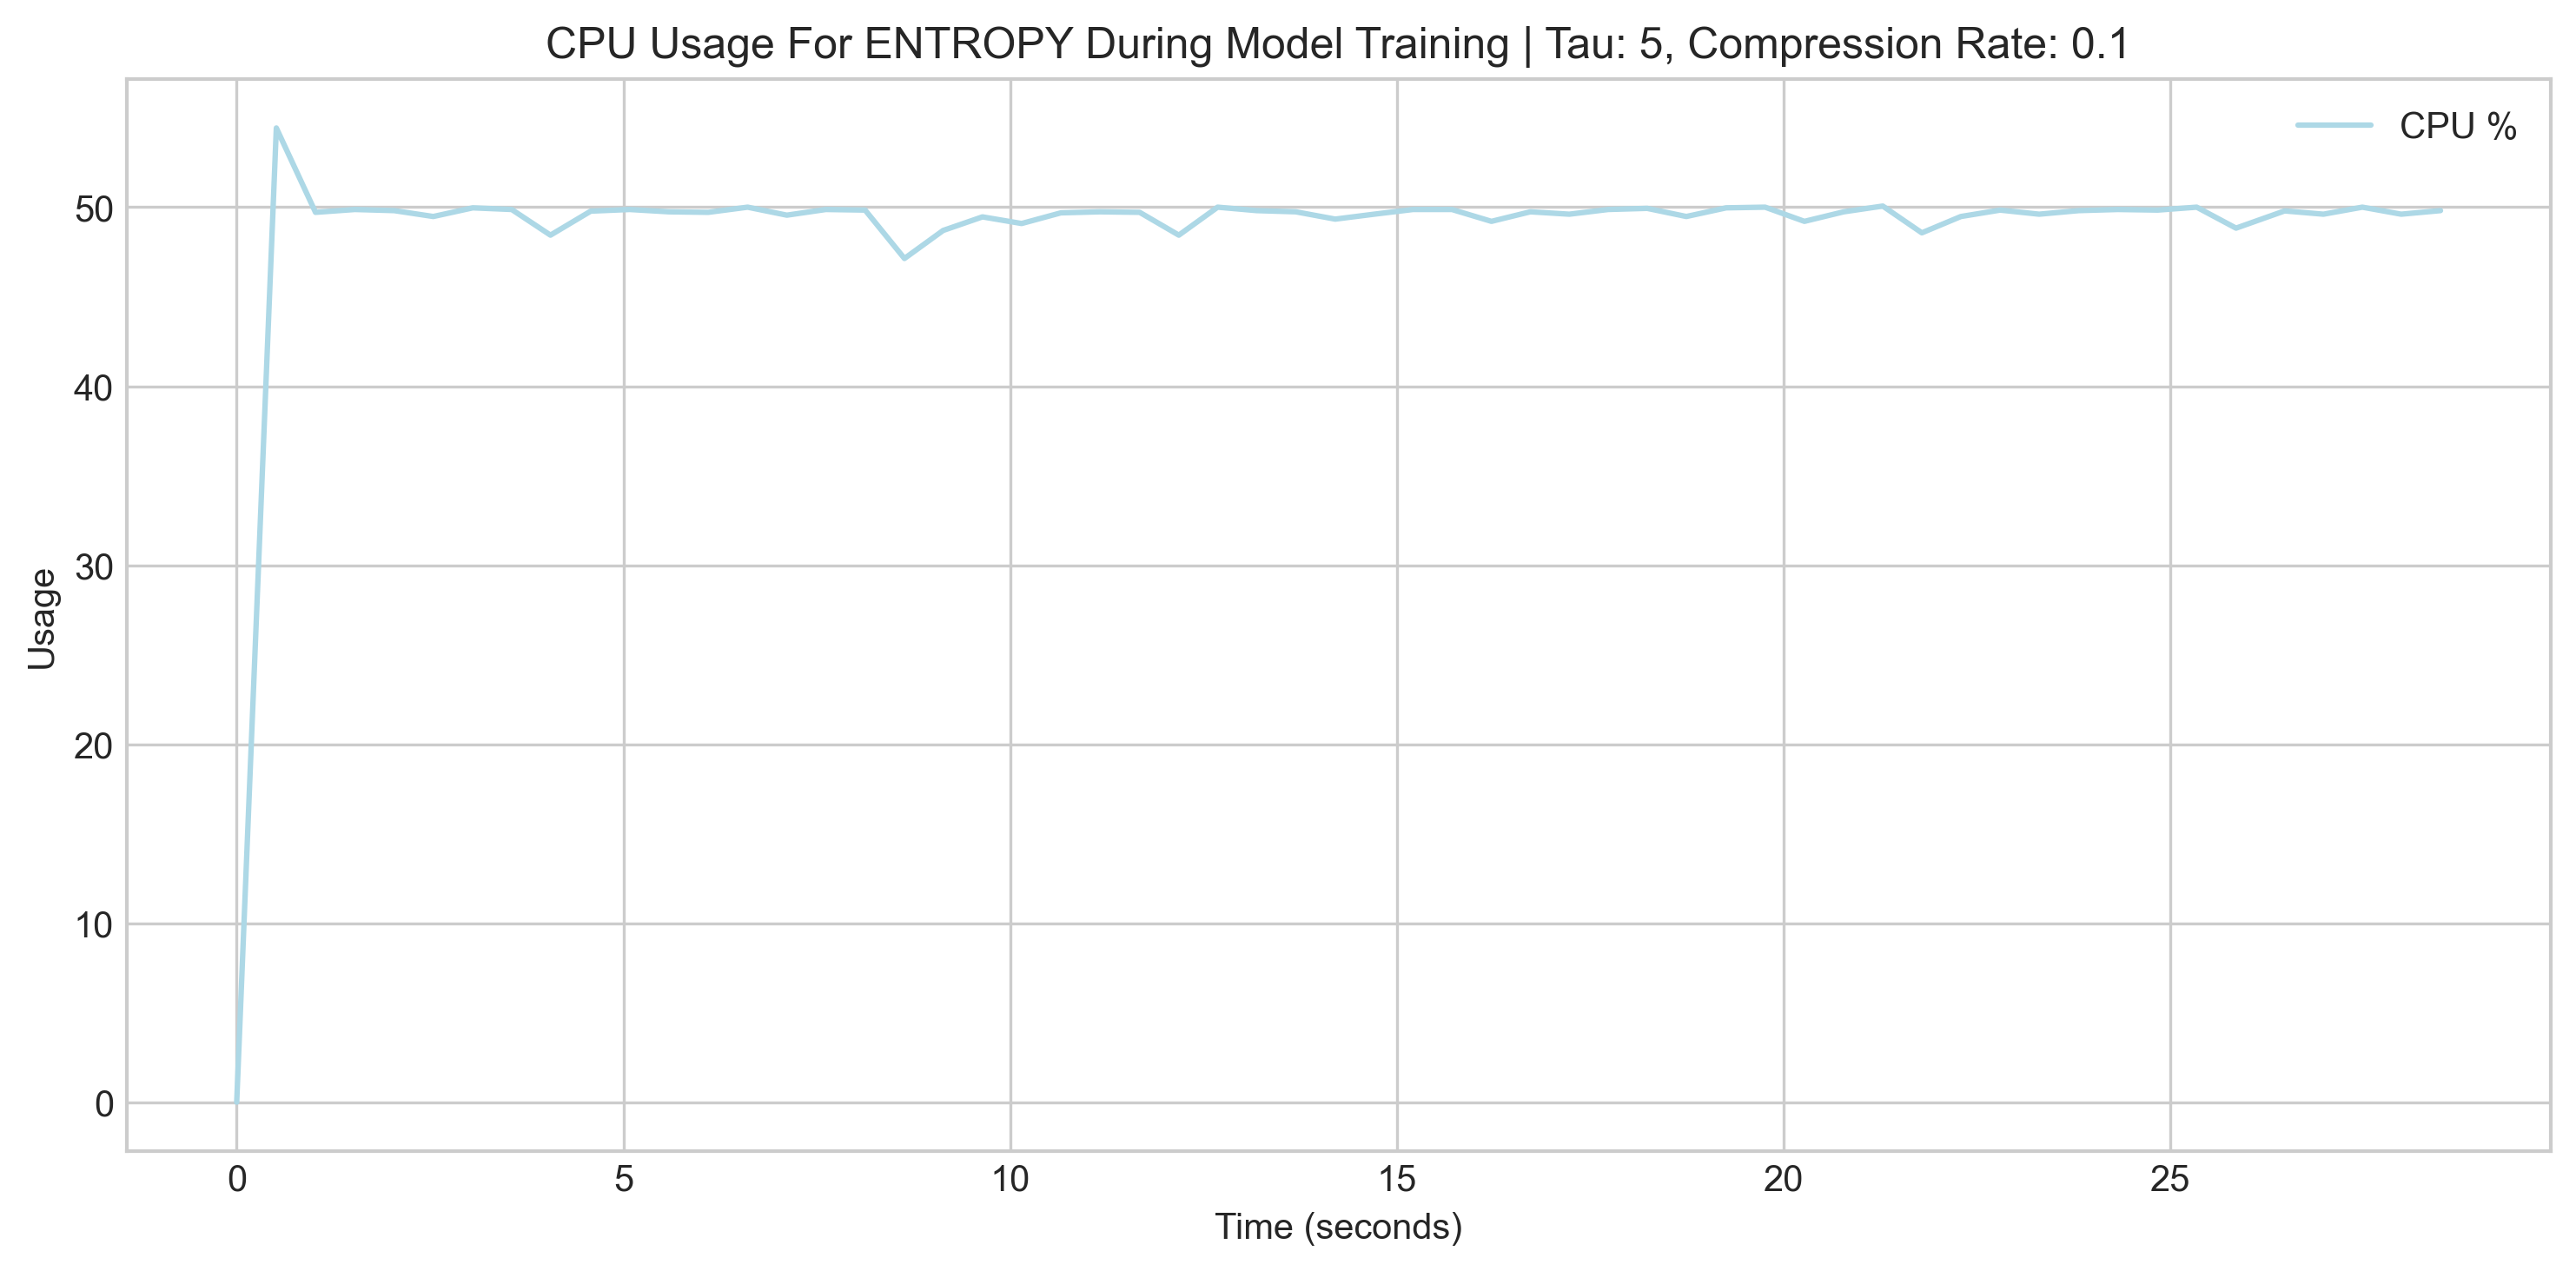 CPU Usage For ENTROPY During Model Training | Tau: 5, Compression Rate: 0.1
CPU %
50
40
30
20
10
0
Usage
0 5 10 15 20 25
Time (seconds)